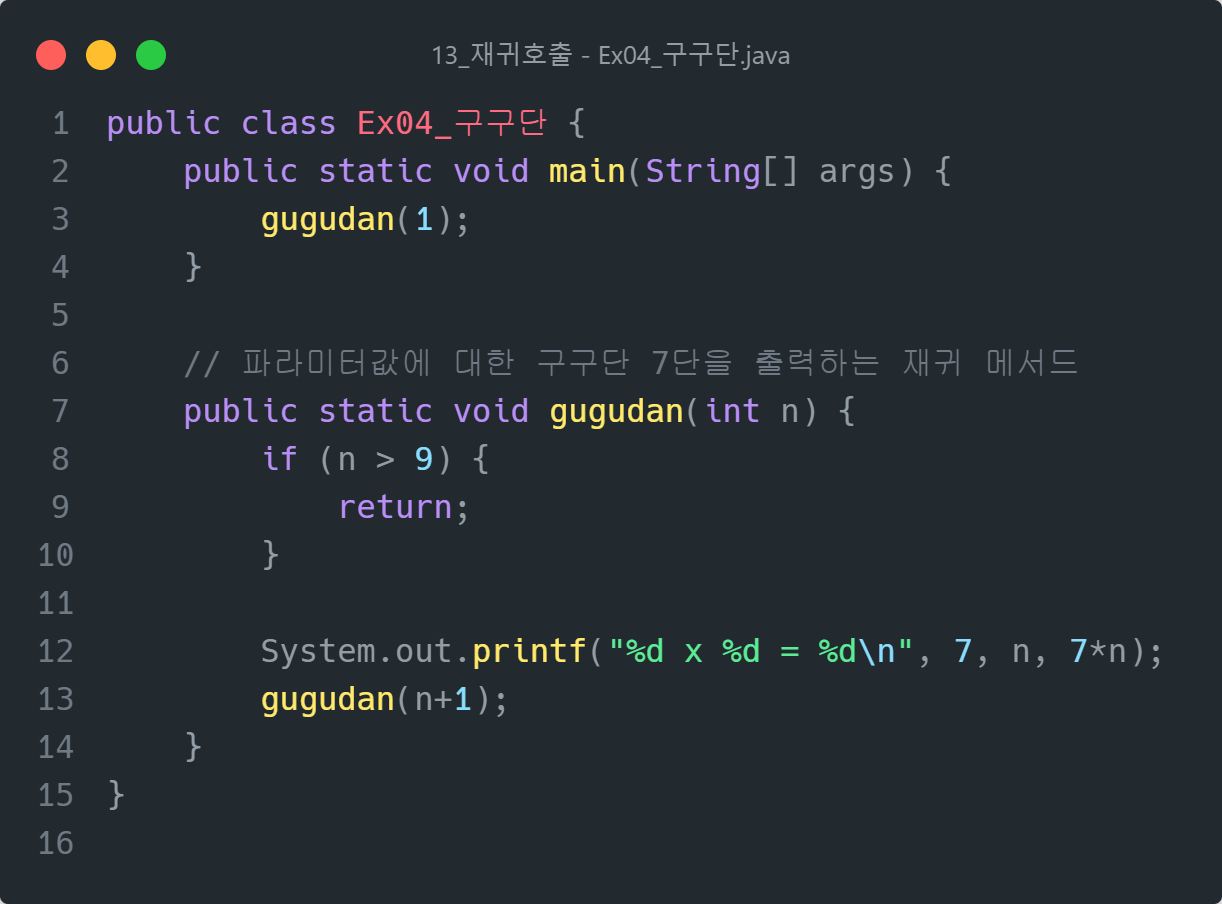 13_재귀호출 - Ex04_구구단.java
1 public class Ex04_구구단 {
2     public static void main(String[] args) {
3         gugudan(1);
4     }
5
6     // 파라미터값에 대한 구구단 7단을 출력하는 재귀 메서드
7     public static void gugudan(int n) {
8         if (n > 9) {
9             return;
10         }
11
12         System.out.printf("%d x %d = %d\n", 7, n, 7*n);
13         gugudan(n+1);
14     }
15 }
16